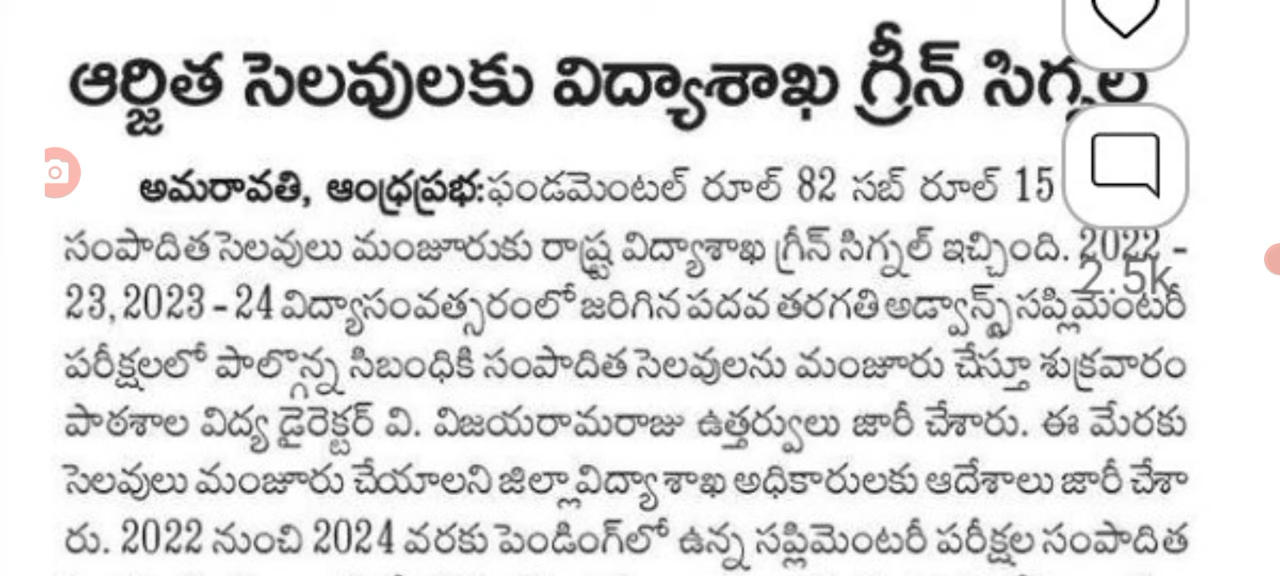 ఆర్జిత సెలవులకు విద్యాశాఖ గ్రీన్ సిగ్నల్
అమరావతి, ఆంధ్రప్రభ:ఫండమెంటల్ రూల్ 82 సబ్ రూల్ 15
సంపాదిత సెలవులు మంజూరుకు రాష్ట్ర విద్యాశాఖ గ్రీన్ సిగ్నల్ ఇచ్చింది. 2022 -
2.5k
23, 2023 - 24 విద్యాసంవత్సరంలో జరిగిన పదవ తరగతి అడ్వాన్స్డ్ సప్లిమెంటరీ
పరీక్షలలో పాల్గొన్న సిబంధికి సంపాదిత సెలవులను మంజూరు చేస్తూ శుక్రవారం
పాఠశాల విద్య డైరెక్టర్ వి. విజయరామరాజు ఉత్తర్వులు జారీ చేశారు. ఈ మేరకు
సెలవులు మంజూరు చేయాలని జిల్లా విద్యా శాఖ అధికారులకు ఆదేశాలు జారీ చేశా
రు. 2022 నుంచి 2024 వరకు పెండింగ్‌లో ఉన్న సప్లిమెంటరీ పరీక్షల సంపాదిత